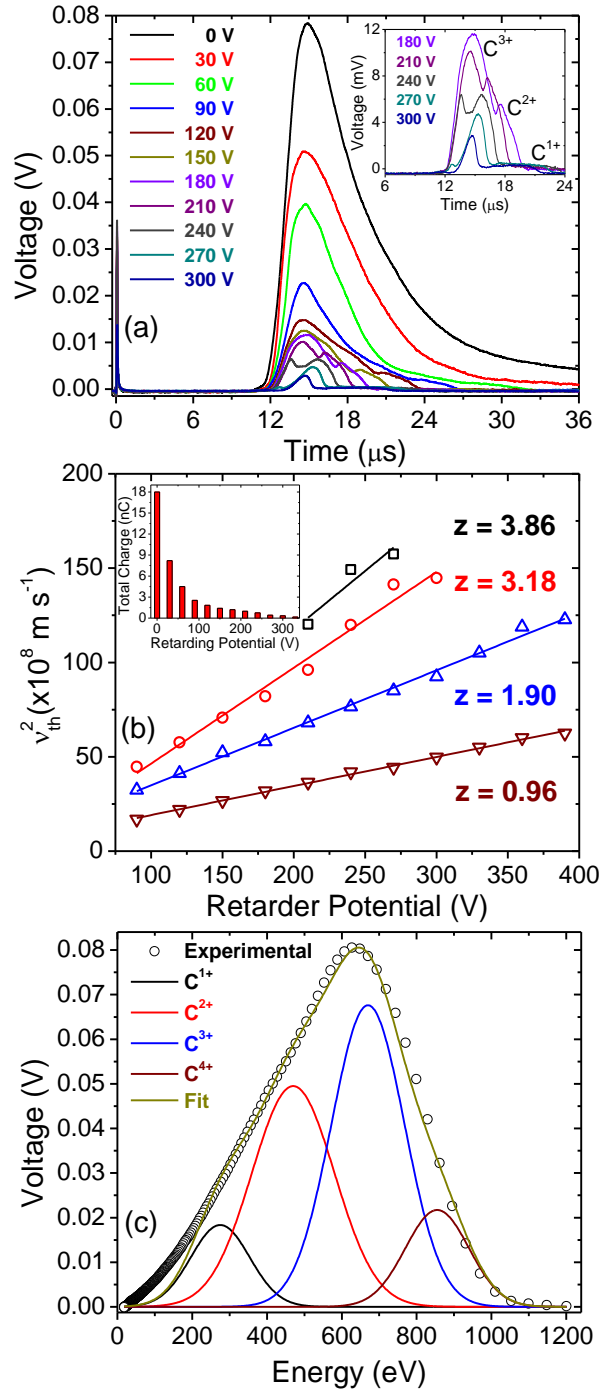 0.08
0.07
0.06
0.05
0.04
0.03
0.02
0.01
0.00
Voltage (V)
0 V
30 V
60 V
90 V
120 V
150 V
180 V
210 V
240 V
270 V
300 V
(a)
12
8
4
0
Voltage (mV)
180 V
210 V
240 V
270 V
300 V
C3+
C2+
C1+
6 12 18 24
Time (μs)
0 6 12 18 24 30 36
Time (μs)
200
150
100
50
0
ν²th (x10⁸ m s⁻¹)
18
15
12
9
6
3
0
Total Charge (nC)
0 100 200 300
Retarding Potential (V)
z = 3.86
z = 3.18
z = 1.90
z = 0.96
(b)
100 150 200 250 300 350 400
Retarder Potential (V)
0.08
0.07
0.06
0.05
0.04
0.03
0.02
0.01
0.00
Voltage (V)
Experimental
C1+
C2+
C3+
C4+
Fit
(c)
0 200 400 600 800 1000 1200
Energy (eV)